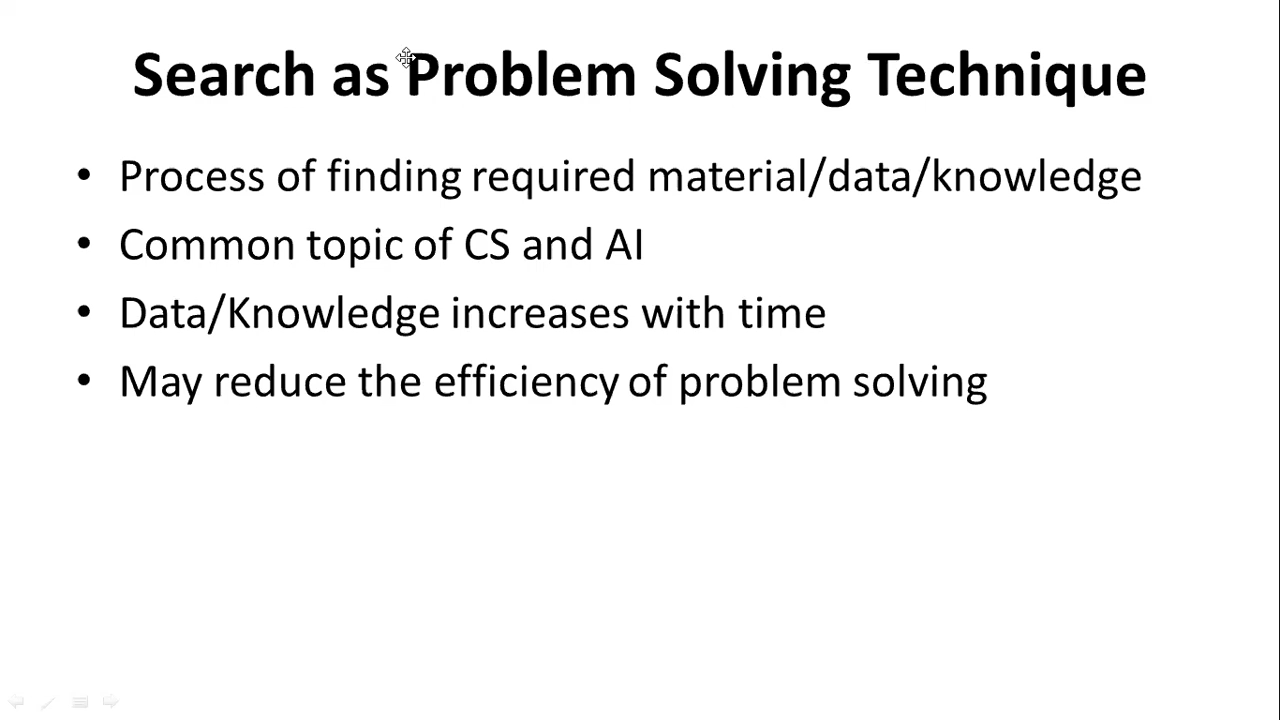 Search as Problem Solving Technique
• Process of finding required material/data/knowledge
• Common topic of CS and AI
• Data/Knowledge increases with time
• May reduce the efficiency of problem solving